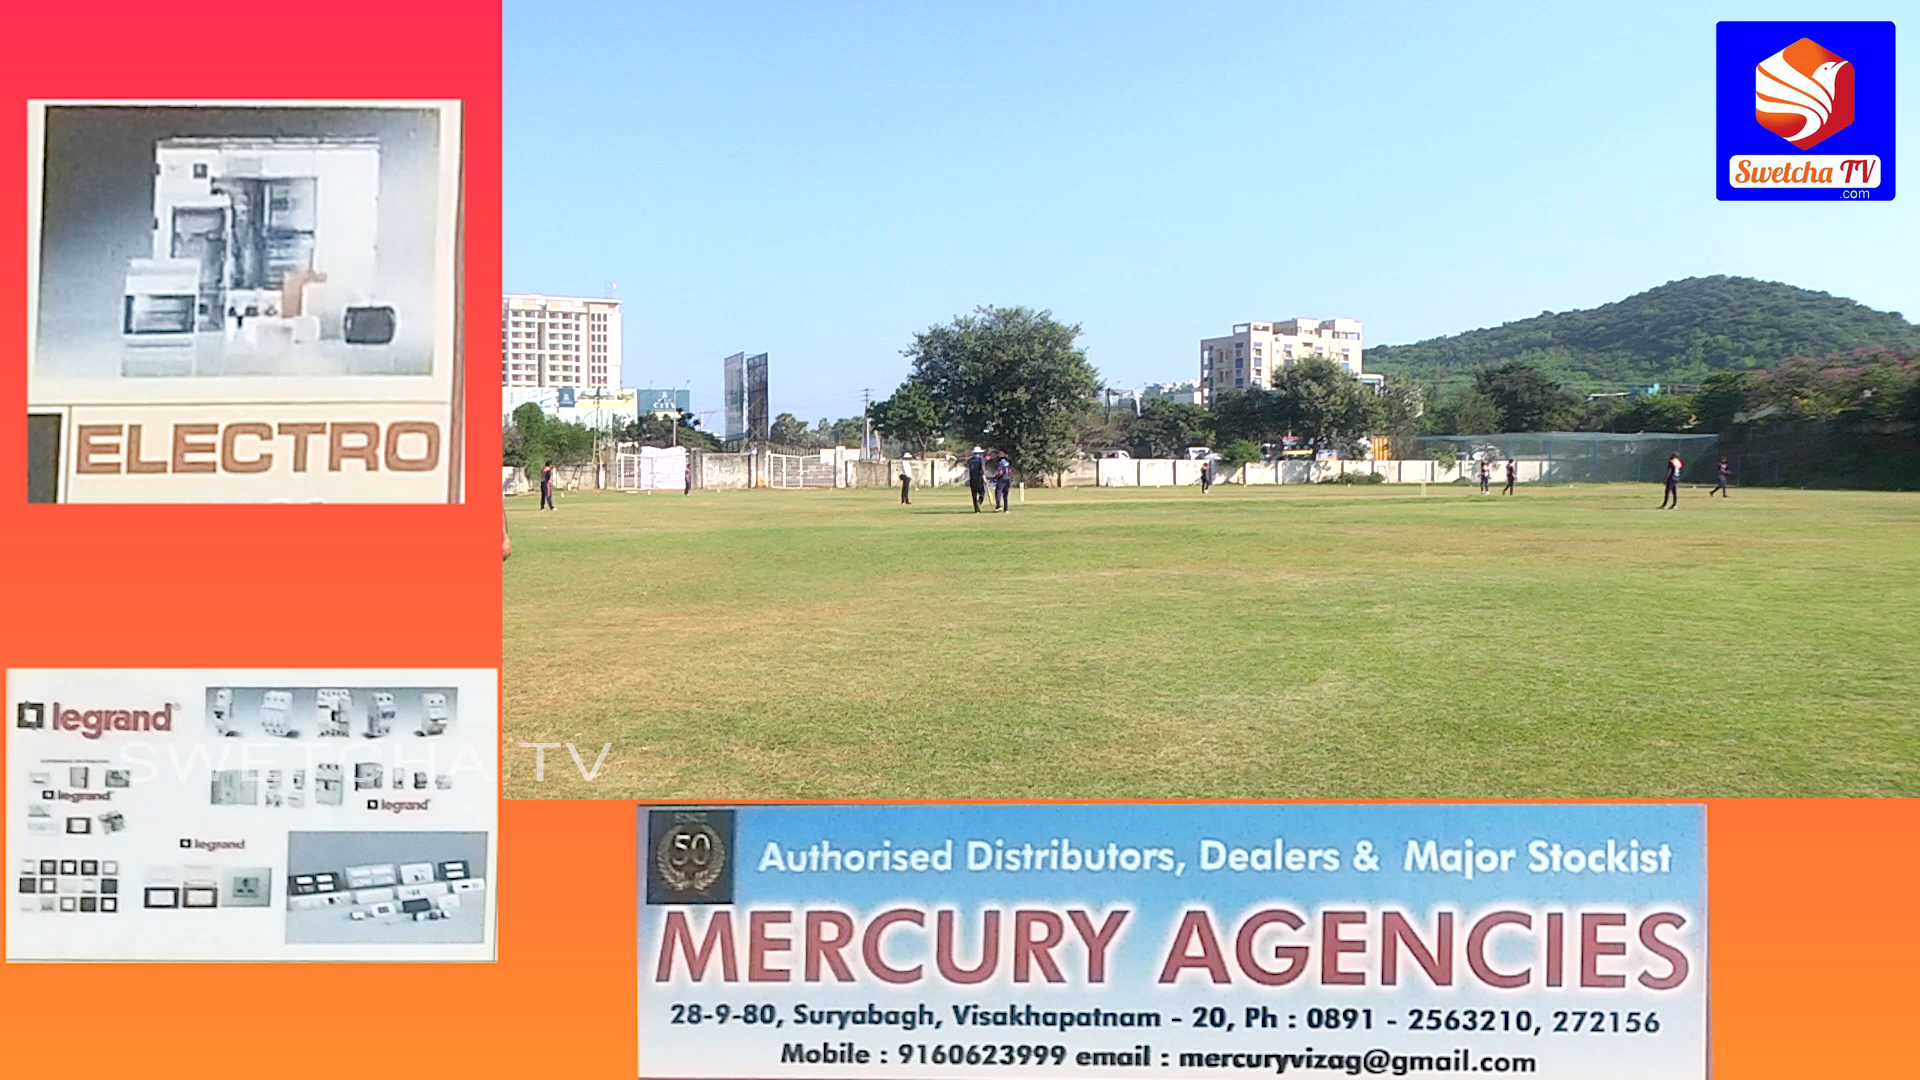 Swetcha TV
.com
ELECTRO
legrand
SWETCHA TV
legrand
legrand
legrand
50
Authorised Distributors, Dealers & Major Stockist
MERCURY AGENCIES
28-9-80, Suryabagh, Visakhapatnam - 20, Ph : 0891 - 2563210, 272156
Mobile : 9160623999 email : mercuryvizag@gmail.com